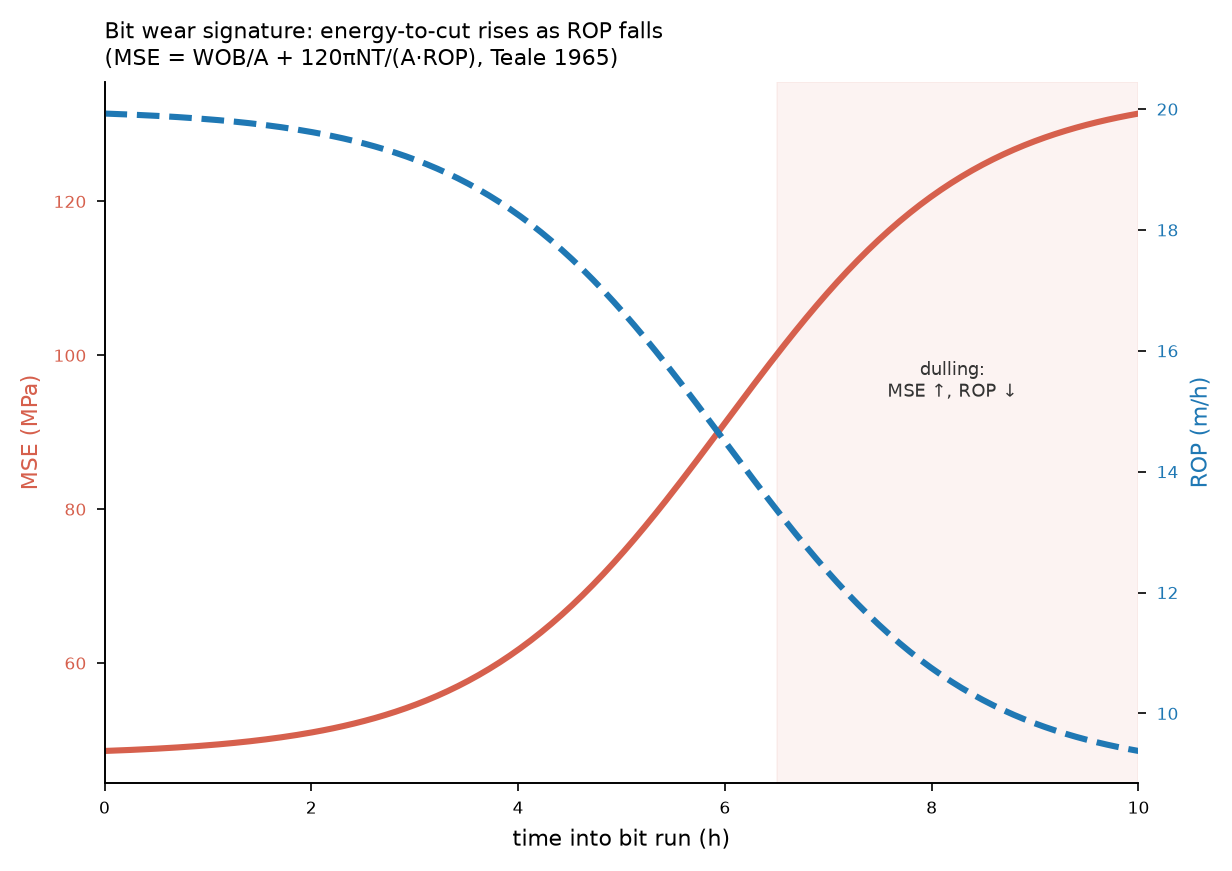 Bit wear signature: energy-to-cut rises as ROP falls
(MSE = WOB/A + 120πNT/(A·ROP), Teale 1965)
120
100
80
60
MSE (MPa)
20
18
16
14
12
10
ROP (m/h)
dulling:
MSE ↑, ROP ↓
0 2 4 6 8 10
time into bit run (h)